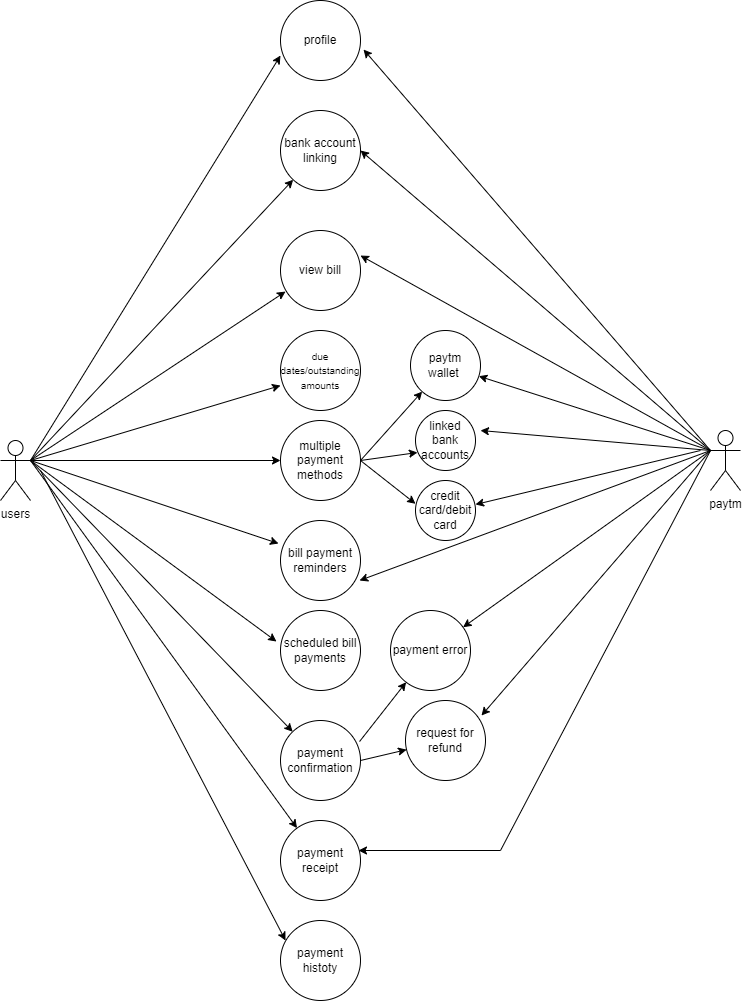 profile
bank account
linking
view bill
due
dates/outstanding
amounts
paytm
wallet
linked
bank
accounts
multiple
payment
methods
credit
card/debit
card
users
paytm
bill payment
reminders
scheduled bill
payments
payment error
request for
refund
payment
confirmation
payment
receipt
payment
histoty